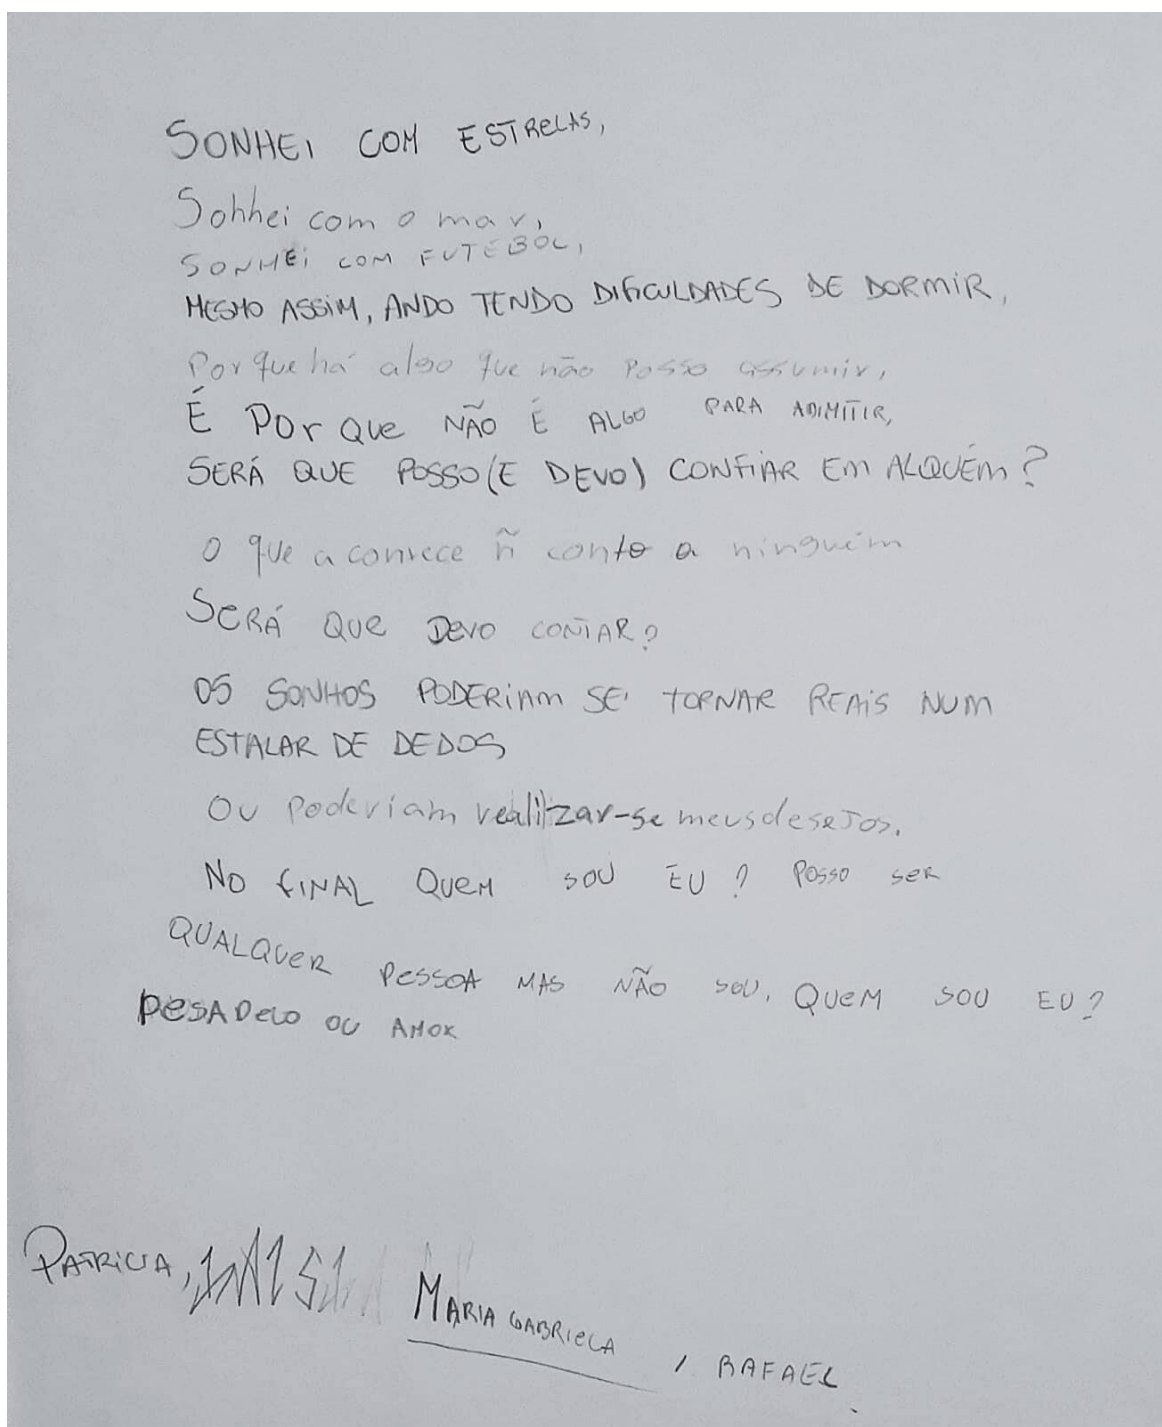 SONHEI COM ESTRELAS,
Sohhei com o mar,
SONHEI COM FUTEBOL,
MESMO ASSIM, ANDO TENDO DIFICULDADES DE DORMIR,
Por que há algo que não posso assumir,
É POr QUe NÃO É ALGO PARA ADIMITIR,
SERÁ QUE POSSO(E DEVO) CONFIAR EM ALQUÉM?
O que acontece ñ conto a ninguém
SERÁ QUE DEVO CONTAR?
OS SONHOS PODERIAM SE TORNAR REAIS NUM
ESTALAR DE DEDOS
Ou poderiam realizar-se meus deseJos.
NO FINAL QUEM SOU EU? POSSO SER
QUALQUER PESSOA MAS NÃO SOU, QUEM SOU EU?
PESADELO OU AMOR
PATRICIA,
MARIA GABRIELA
, RAFAEL